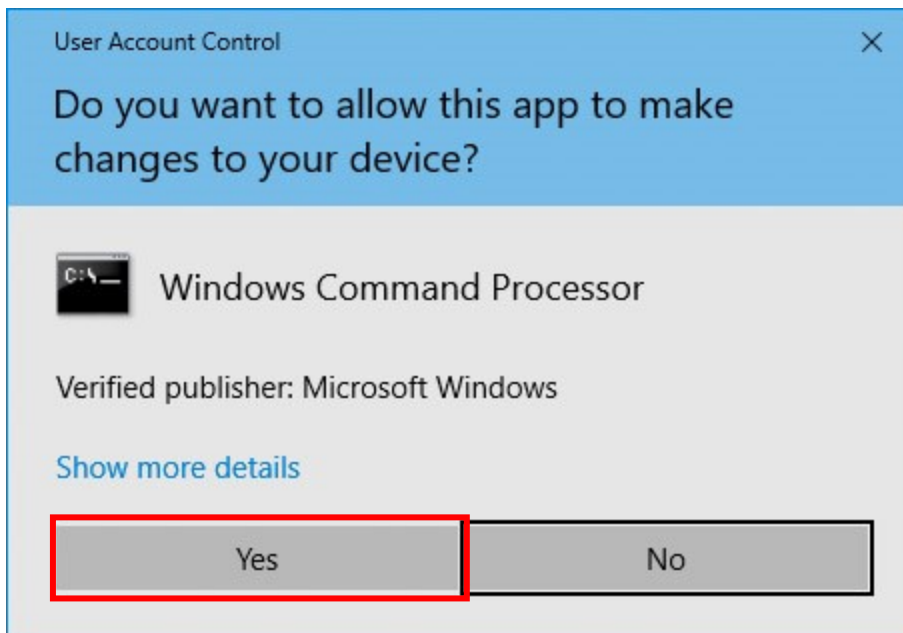 User Account Control
Do you want to allow this app to make
changes to your device?
C:\_
Windows Command Processor
Verified publisher: Microsoft Windows
Show more details
Yes
No